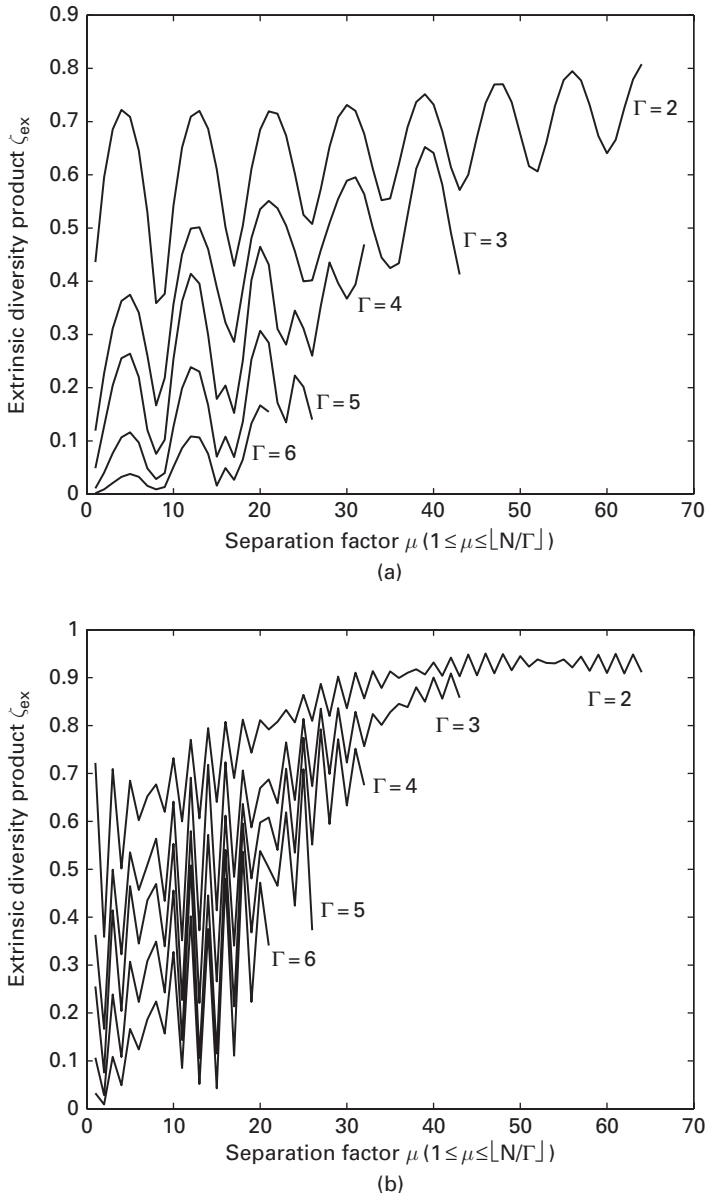 0.9
0.8
0.7
0.6
0.5
0.4
0.3
0.2
0.1
0
Extrinsic diversity product ζex
Γ=2
Γ=3
Γ=4
Γ=5
Γ=6
0 10 20 30 40 50 60 70
Separation factor μ (1≤μ≤⌊N/Γ⌋)
(a)
1
0.9
0.8
0.7
0.6
0.5
0.4
0.3
0.2
0.1
0
Extrinsic diversity product ζex
Γ=2
Γ=3
Γ=4
Γ=5
Γ=6
0 10 20 30 40 50 60 70
Separation factor μ (1≤μ≤⌊N/Γ⌋)
(b)